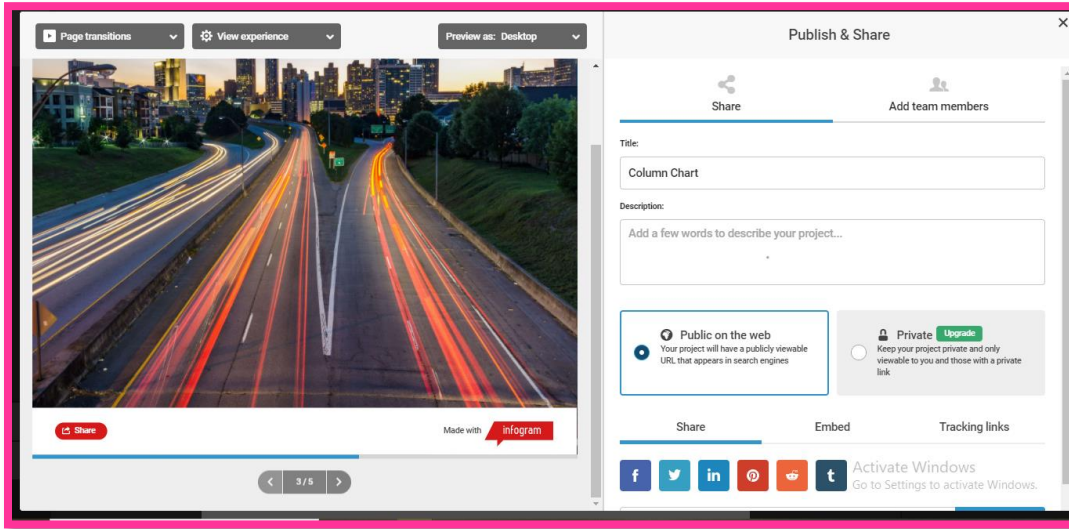 Page transitions
View experience
Preview as: Desktop
Publish & Share
Share
Add team members
Title:
Column Chart
Description:
Add a few words to describe your project...
Public on the web
Your project will have a publicly viewable
URL that appears in search engines
Private Upgrade
Keep your project private and only
viewable to you and those with a private
link
Share
Made with infogram
3 / 5
Share
Embed
Tracking links
Activate Windows
Go to Settings to activate Windows.